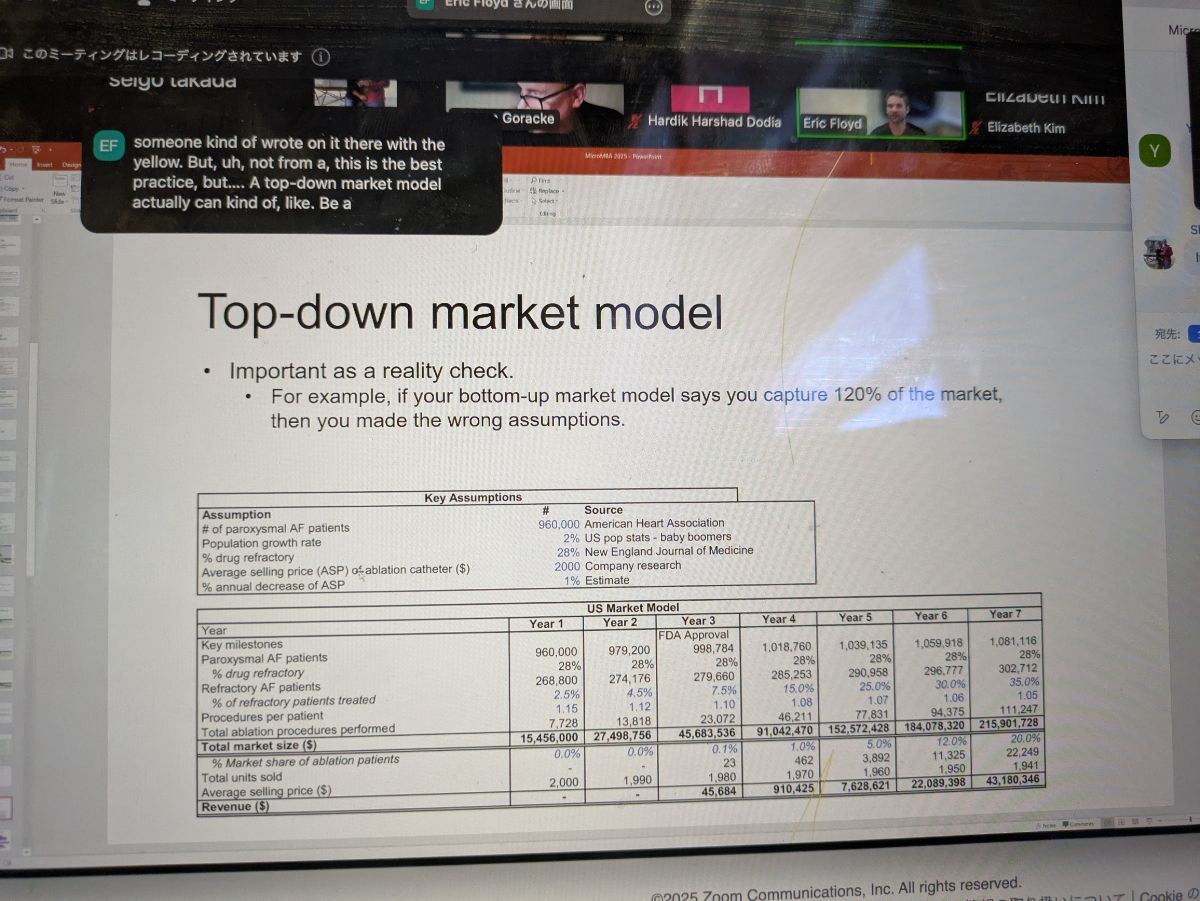 Eric Floyd さんの画面
このミーティングはレコーディングされています
seiyo takada
Goracke
Hardik Harshad Dodia
Eric Floyd
Elizabeth Kim
Elizabeth Kim
EF
someone kind of wrote on it there with the
yellow. But, uh, not from a, this is the best
practice, but.... A top-down market model
actually can kind of, like. Be a
MicroMBA 2025 - PowerPoint
Home Insert Design
Cut
Copy
Format Painter
New
Slide
Find
Replace
Select
Editing
Y
宛先:
Top-down market model
• Important as a reality check.
• For example, if your bottom-up market model says you capture 120% of the market,
then you made the wrong assumptions.
Key Assumptions
Assumption # Source
# of paroxysmal AF patients 960,000 American Heart Association
Population growth rate 2% US pop stats - baby boomers
% drug refractory 28% New England Journal of Medicine
Average selling price (ASP) of ablation catheter ($) 2000 Company research
% annual decrease of ASP 1% Estimate
US Market Model
Year Year 1 Year 2 Year 3 Year 4 Year 5 Year 6 Year 7
Key milestones FDA Approval
Paroxysmal AF patients 960,000 979,200 998,784 1,018,760 1,039,135 1,059,918 1,081,116
% drug refractory 28% 28% 28% 28% 28% 28% 28%
Refractory AF patients 268,800 274,176 279,660 285,253 290,958 296,777 302,712
% of refractory patients treated 2.5% 4.5% 7.5% 15.0% 25.0% 30.0% 35.0%
Procedures per patient 1.15 1.12 1.10 1.08 1.07 1.06 1.05
Total ablation procedures performed 7,728 13,818 23,072 46,211 77,831 94,375 111,247
Total market size ($) 15,456,000 27,498,756 45,683,536 91,042,470 152,572,428 184,078,320 215,901,728
% Market share of ablation patients 0.0% 0.0% 0.1% 1.0% 5.0% 12.0% 20.0%
Total units sold - - 23 462 3,892 11,325 22,249
Average selling price ($) 2,000 1,990 1,980 1,970 1,960 1,950 1,941
Revenue ($) - - 45,684 910,425 7,628,621 22,089,398 43,180,346
Notes Comments
©2025 Zoom Communications, Inc. All rights reserved.